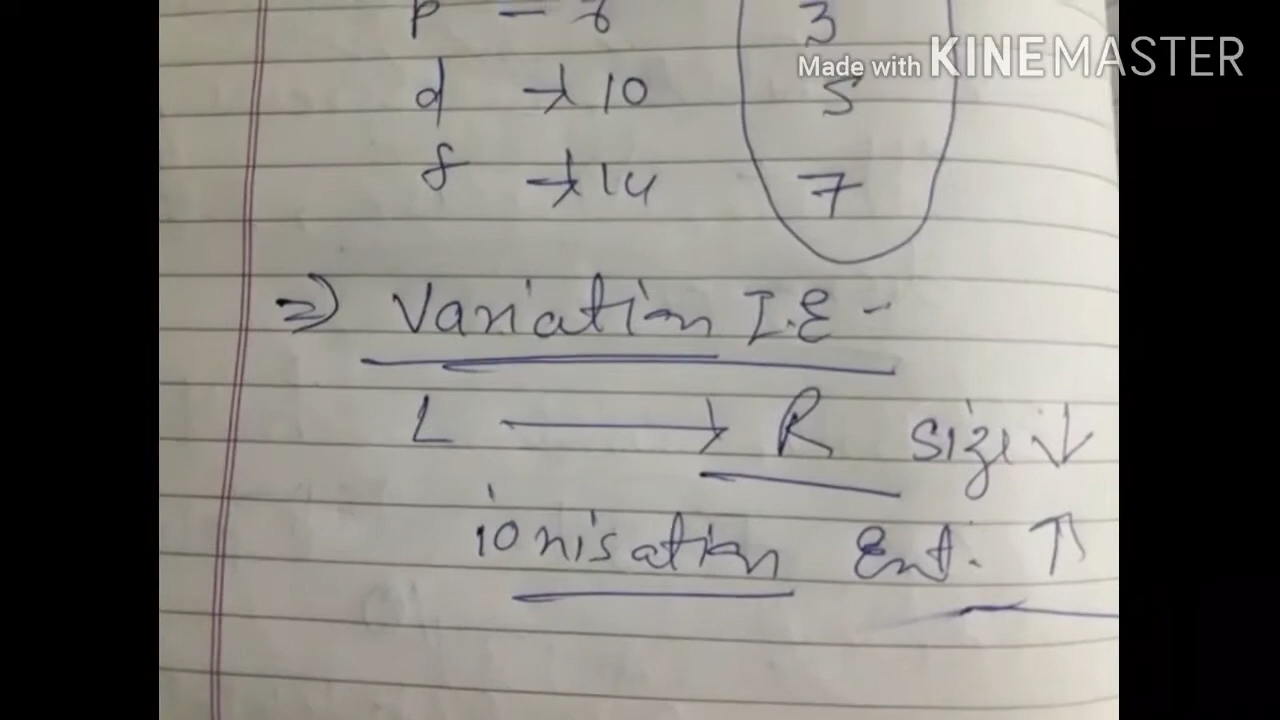 p - 6 3
Made with KINEMASTER
d → 10 5
f → 14 7
⇒ Variation I.E -
L → R size ↓
ionisation Ent. ↑